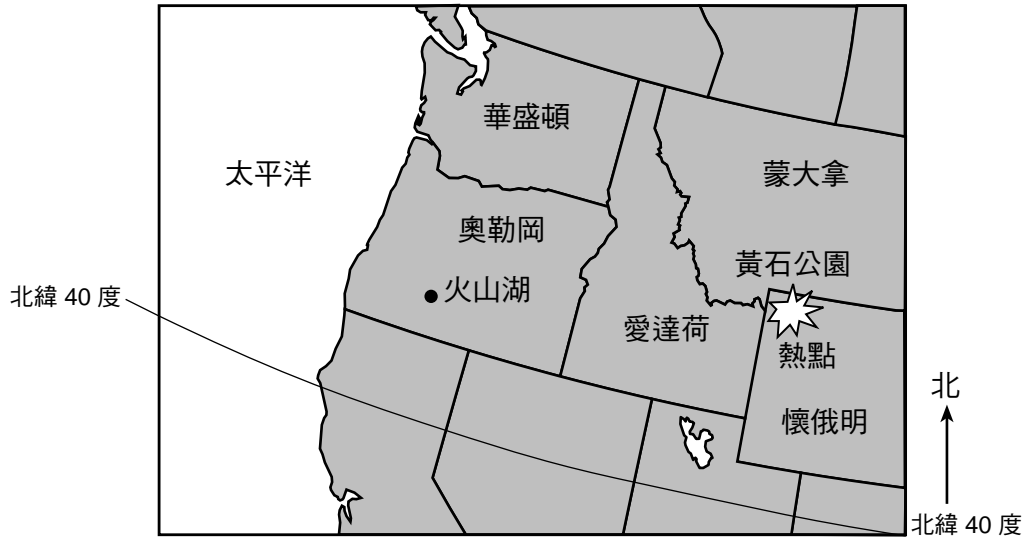 華盛頓
太平洋
蒙大拿
奧勒岡
黃石公園
火山湖
北緯 40 度
愛達荷
熱點
北
懷俄明
北緯 40 度